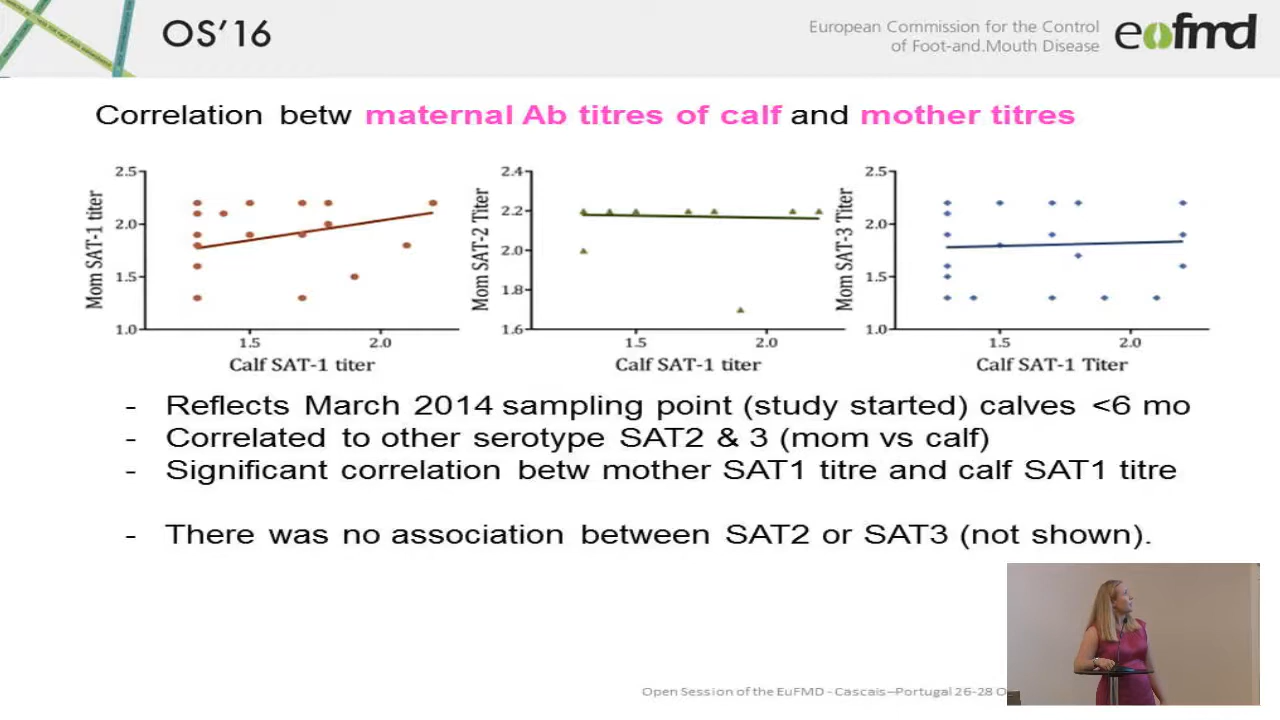 OS'16
European Commission for the Control
of Foot-and.Mouth Disease
eofmd
Correlation betw maternal Ab titres of calf and mother titres
2.5
2.0
1.5
1.0
Mom SAT-1 titer
1.5
2.0
Calf SAT-1 titer
2.4
2.2
2.0
1.8
1.6
Mom SAT-2 Titer
1.5
2.0
Calf SAT-1 titer
2.5
2.0
1.5
1.0
Mom SAT-3 Titer
1.5
2.0
Calf SAT-1 Titer
- Reflects March 2014 sampling point (study started) calves <6 mo
- Correlated to other serotype SAT2 & 3 (mom vs calf)
- Significant correlation betw mother SAT1 titre and calf SAT1 titre
- There was no association between SAT2 or SAT3 (not shown).
Open Session of the EuFMD - Cascais–Portugal 26-28 O